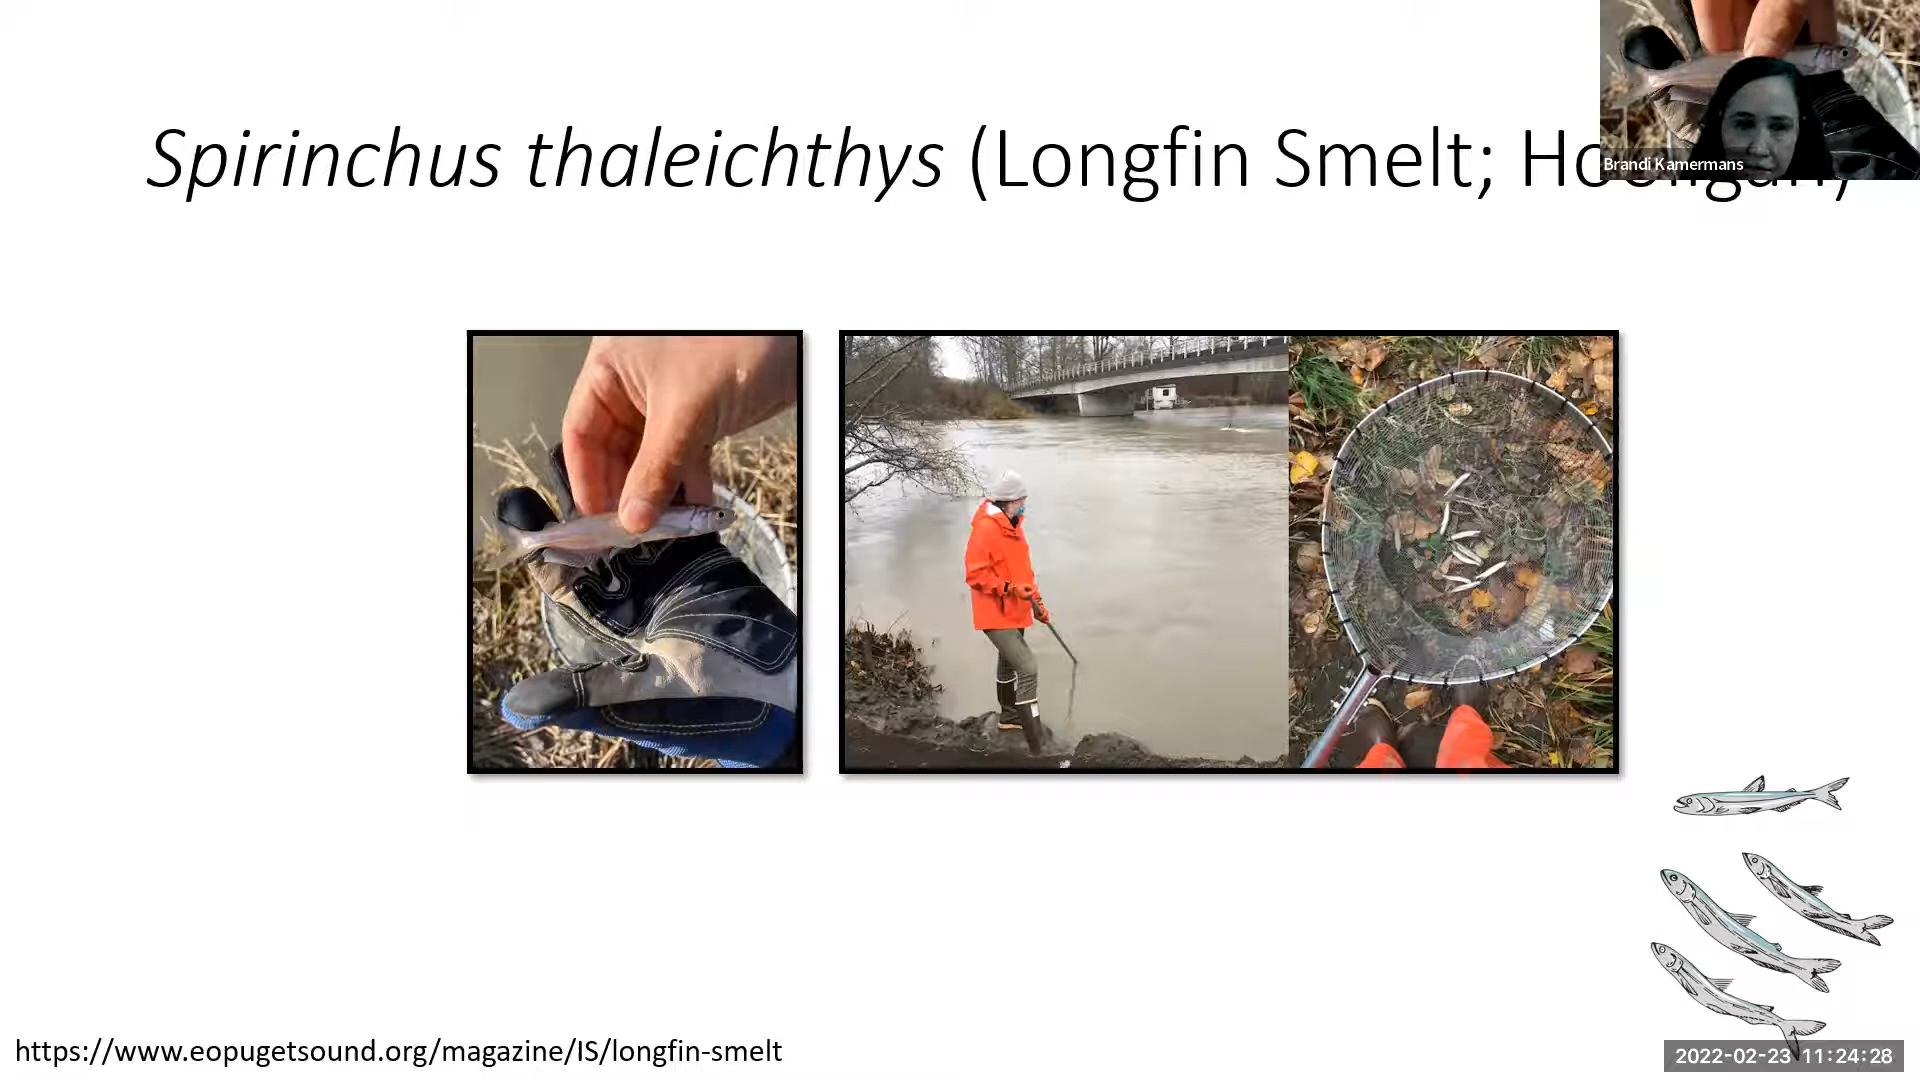 Spirinchus thaleichthys (Longfin Smelt; Hooligan)
Brandi Kamermans
https://www.eopugetsound.org/magazine/IS/longfin-smelt
2022-02-23 11:24:28